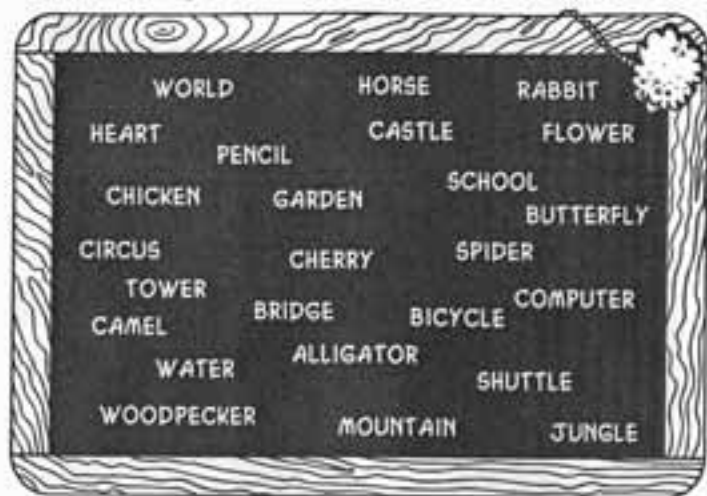 WORLD HORSE RABBIT
HEART CASTLE FLOWER
PENCIL
CHICKEN GARDEN SCHOOL
BUTTERFLY
CIRCUS CHERRY SPIDER
TOWER BRIDGE BICYCLE COMPUTER
CAMEL
WATER ALLIGATOR SHUTTLE
WOODPECKER MOUNTAIN JUNGLE